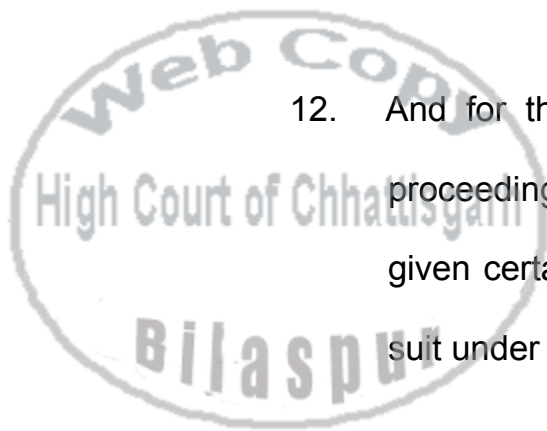 Web Copy
12. And for th
High Court of Chhattisgarh
proceeding
given certa
suit under
Bilaspur